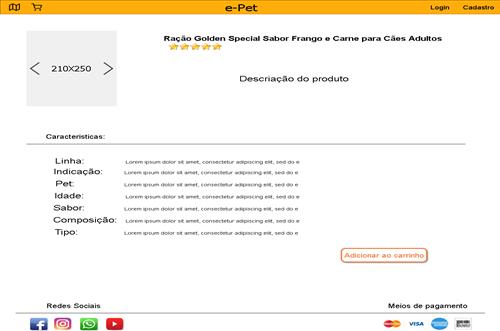 e-Pet
Login Cadastro
Ração Golden Special Sabor Frango e Carne para Cães Adultos
210X250
Descrição do produto
Caracteristicas:
Linha: Lorem ipsum dolor sit amet, consectetur adipiscing elit, sed do e
Indicação: Lorem ipsum dolor sit amet, consectetur adipiscing elit, sed do e
Pet: Lorem ipsum dolor sit amet, consectetur adipiscing elit, sed do e
Idade: Lorem ipsum dolor sit amet, consectetur adipiscing elit, sed do e
Sabor: Lorem ipsum dolor sit amet, consectetur adipiscing elit, sed do e
Composição: Lorem ipsum dolor sit amet, consectetur adipiscing elit, sed do e
Tipo: Lorem ipsum dolor sit amet, consectetur adipiscing elit, sed do e
Adicionar ao carrinho
Redes Sociais Meios de pagamento
VISA